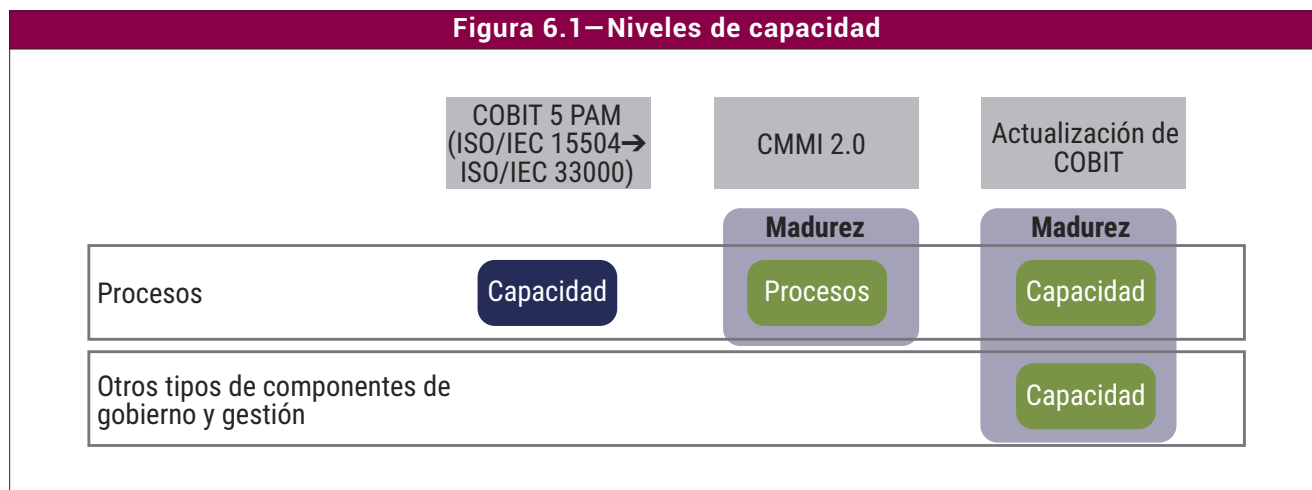 Figura 6.1—Niveles de capacidad
COBIT 5 PAM
(ISO/IEC 15504➔
ISO/IEC 33000)
CMMI 2.0
Actualización de
COBIT
Madurez
Madurez
Procesos
Capacidad
Procesos
Capacidad
Otros tipos de componentes de
gobierno y gestión
Capacidad